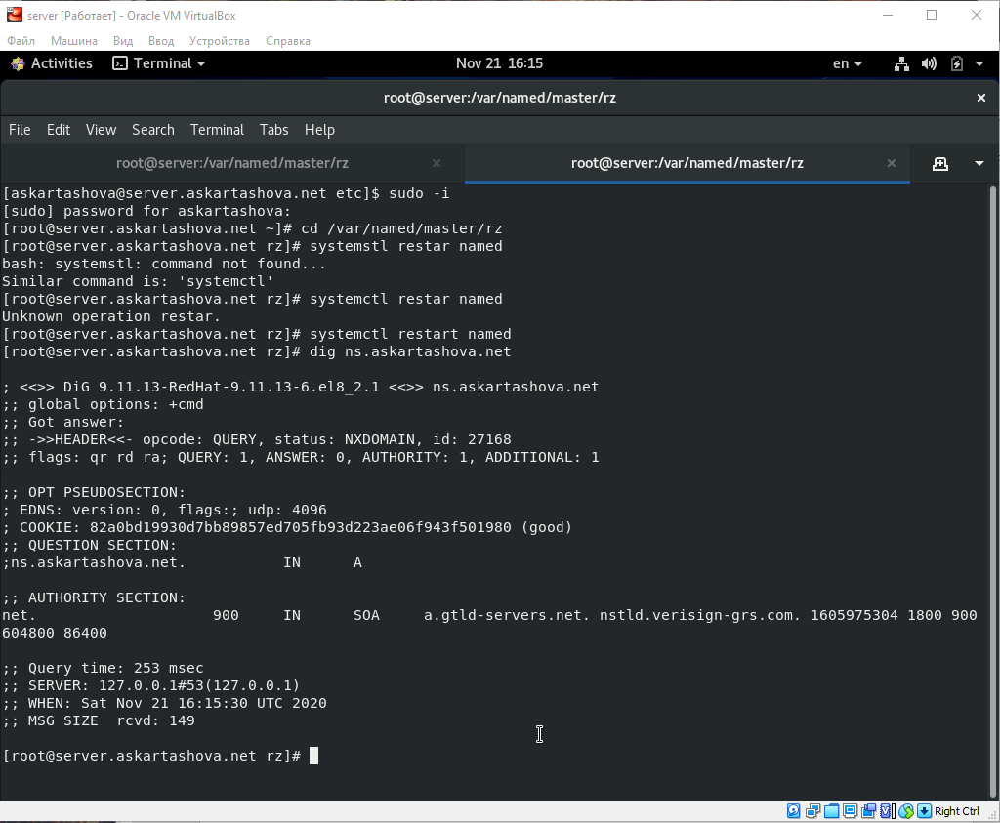 server [Работает] - Oracle VM VirtualBox
Файл Машина Вид Ввод Устройства Справка
Activities Terminal Nov 21 16:15 en
root@server:/var/named/master/rz
File Edit View Search Terminal Tabs Help
root@server:/var/named/master/rz root@server:/var/named/master/rz
[askartashova@server.askartashova.net etc]$ sudo -i
[sudo] password for askartashova:
[root@server.askartashova.net ~]# cd /var/named/master/rz
[root@server.askartashova.net rz]# systemstl restar named
bash: systemstl: command not found...
Similar command is: 'systemctl'
[root@server.askartashova.net rz]# systemctl restar named
Unknown operation restar.
[root@server.askartashova.net rz]# systemctl restart named
[root@server.askartashova.net rz]# dig ns.askartashova.net
; <<>> DiG 9.11.13-RedHat-9.11.13-6.el8_2.1 <<>> ns.askartashova.net
;; global options: +cmd
;; Got answer:
;; ->>HEADER<<- opcode: QUERY, status: NXDOMAIN, id: 27168
;; flags: qr rd ra; QUERY: 1, ANSWER: 0, AUTHORITY: 1, ADDITIONAL: 1
;; OPT PSEUDOSECTION:
; EDNS: version: 0, flags:; udp: 4096
; COOKIE: 82a0bd19930d7bb89857ed705fb93d223ae06f943f501980 (good)
;; QUESTION SECTION:
;ns.askartashova.net. IN A
;; AUTHORITY SECTION:
net. 900 IN SOA a.gtld-servers.net. nstld.verisign-grs.com. 1605975304 1800 900
604800 86400
;; Query time: 253 msec
;; SERVER: 127.0.0.1#53(127.0.0.1)
;; WHEN: Sat Nov 21 16:15:30 UTC 2020
;; MSG SIZE rcvd: 149
[root@server.askartashova.net rz]#
Right Ctrl